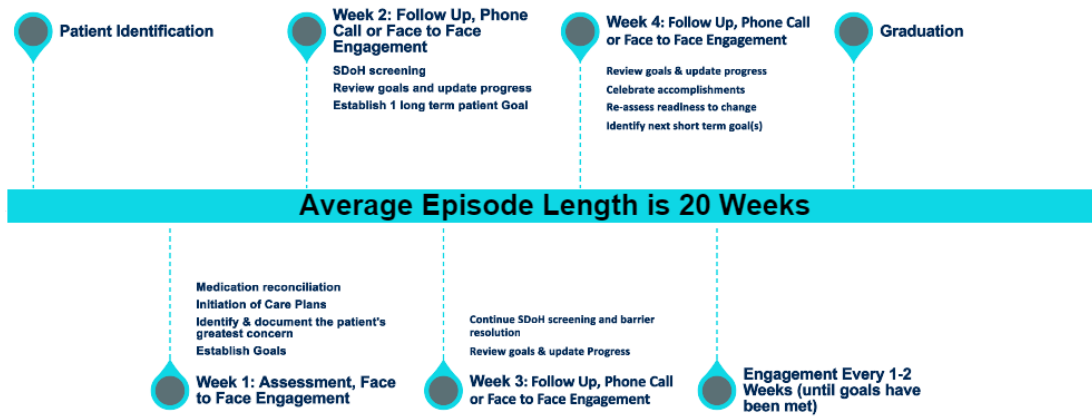 Patient Identification
Week 2: Follow Up, Phone
Call or Face to Face
Engagement
SDoH screening
Review goals and update progress
Establish 1 long term patient Goal
Week 4: Follow Up, Phone Call
or Face to Face Engagement
Review goals & update progress
Celebrate accomplishments
Re-assess readiness to change
Identify next short term goal(s)
Graduation
Average Episode Length is 20 Weeks
Medication reconciliation
Initiation of Care Plans
Identify & document the patient's
greatest concern
Establish Goals
Week 1: Assessment, Face
to Face Engagement
Continue SDoH screening and barrier
resolution
Review goals & update Progress
Week 3: Follow Up, Phone Call
or Face to Face Engagement
Engagement Every 1-2
Weeks (until goals have
been met)